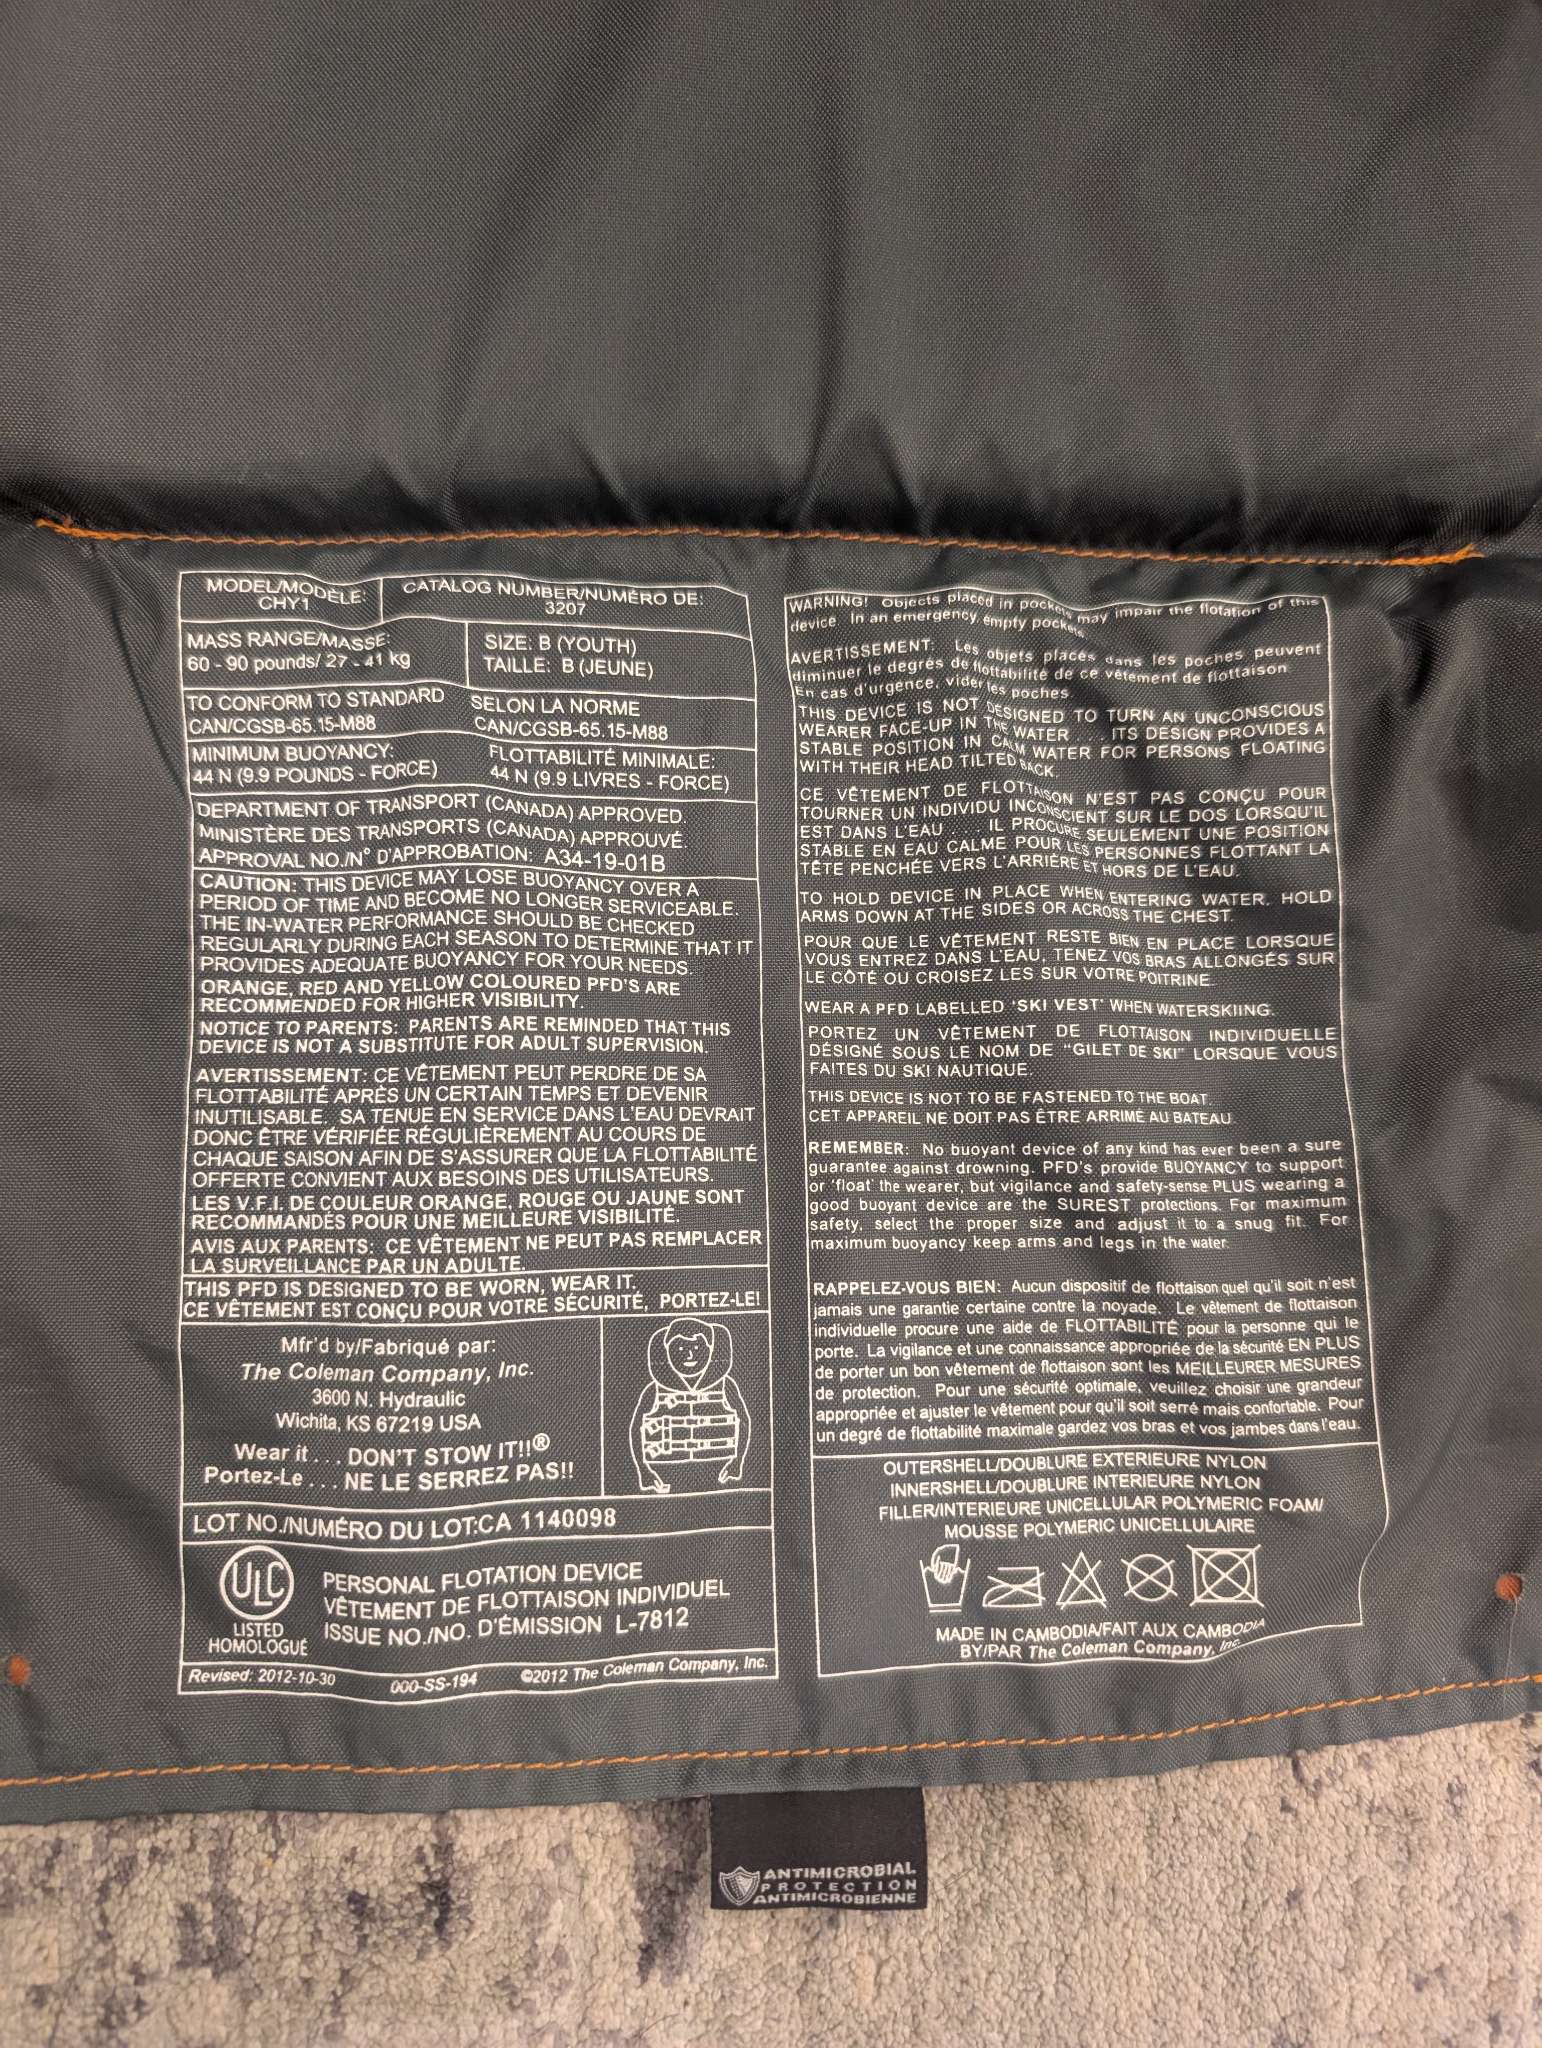 MODEL/MODÈLE:
CHY1
CATALOG NUMBER/NUMÉRO DE:
3207
MASS RANGE/MASSE:
60 - 90 pounds/ 27 - 41 kg
SIZE: B (YOUTH)
TAILLE: B (JEUNE)
TO CONFORM TO STANDARD
CAN/CGSB-65.15-M88
SELON LA NORME
CAN/CGSB-65.15-M88
MINIMUM BUOYANCY:
44 N (9.9 POUNDS - FORCE)
FLOTTABILITÉ MINIMALE:
44 N (9.9 LIVRES - FORCE)
DEPARTMENT OF TRANSPORT (CANADA) APPROVED.
MINISTÈRE DES TRANSPORTS (CANADA) APPROUVÉ.
APPROVAL NO./N° D'APPROBATION: A34-19-01B
CAUTION: THIS DEVICE MAY LOSE BUOYANCY OVER A
PERIOD OF TIME AND BECOME NO LONGER SERVICEABLE.
THE IN-WATER PERFORMANCE SHOULD BE CHECKED
REGULARLY DURING EACH SEASON TO DETERMINE THAT IT
PROVIDES ADEQUATE BUOYANCY FOR YOUR NEEDS.
ORANGE, RED AND YELLOW COLOURED PFD'S ARE
RECOMMENDED FOR HIGHER VISIBILITY.
NOTICE TO PARENTS: PARENTS ARE REMINDED THAT THIS
DEVICE IS NOT A SUBSTITUTE FOR ADULT SUPERVISION.
AVERTISSEMENT: CE VÊTEMENT PEUT PERDRE DE SA
FLOTTABILITÉ APRÈS UN CERTAIN TEMPS ET DEVENIR
INUTILISABLE. SA TENUE EN SERVICE DANS L'EAU DEVRAIT
DONC ÊTRE VÉRIFIÉE RÉGULIÈREMENT AU COURS DE
CHAQUE SAISON AFIN DE S'ASSURER QUE LA FLOTTABILITÉ
OFFERTE CONVIENT AUX BESOINS DES UTILISATEURS.
LES V.F.I. DE COULEUR ORANGE, ROUGE OU JAUNE SONT
RECOMMANDÉS POUR UNE MEILLEURE VISIBILITÉ.
AVIS AUX PARENTS: CE VÊTEMENT NE PEUT PAS REMPLACER
LA SURVEILLANCE PAR UN ADULTE.
THIS PFD IS DESIGNED TO BE WORN, WEAR IT.
CE VÊTEMENT EST CONÇU POUR VOTRE SÉCURITÉ, PORTEZ-LE!
Mfr'd by/Fabriqué par:
The Coleman Company, Inc.
3600 N. Hydraulic
Wichita, KS 67219 USA
Wear it . . . DON'T STOW IT!!®
Portez-Le . . . NE LE SERREZ PAS!!
LOT NO./NUMÉRO DU LOT:CA 1140098
ULC
LISTED
HOMOLOGUÉ
PERSONAL FLOTATION DEVICE
VÊTEMENT DE FLOTTAISON INDIVIDUEL
ISSUE NO./NO. D'ÉMISSION L-7812
Revised: 2012-10-30 000-SS-194 ©2012 The Coleman Company, Inc.
WARNING! Objects placed in pockets may impair the flotation of this
device. In an emergency, empty pockets
AVERTISSEMENT: Les objets placés dans les poches peuvent
diminuer le degrés de flottabilité de ce vêtement de flottaison
En cas d'urgence, vider les poches
THIS DEVICE IS NOT DESIGNED TO TURN AN UNCONSCIOUS
WEARER FACE-UP IN THE WATER . . . ITS DESIGN PROVIDES A
STABLE POSITION IN CALM WATER FOR PERSONS FLOATING
WITH THEIR HEAD TILTED BACK.
CE VÊTEMENT DE FLOTTAISON N'EST PAS CONÇU POUR
TOURNER UN INDIVIDU INCONSCIENT SUR LE DOS LORSQU'IL
EST DANS L'EAU . . . IL PROCURE SEULEMENT UNE POSITION
STABLE EN EAU CALME POUR LES PERSONNES FLOTTANT LA
TÊTE PENCHÉE VERS L'ARRIÈRE ET HORS DE L'EAU.
TO HOLD DEVICE IN PLACE WHEN ENTERING WATER, HOLD
ARMS DOWN AT THE SIDES OR ACROSS THE CHEST.
POUR QUE LE VÊTEMENT RESTE BIEN EN PLACE LORSQUE
VOUS ENTREZ DANS L'EAU, TENEZ VOS BRAS ALLONGÉS SUR
LE CÔTÉ OU CROISEZ LES SUR VOTRE POITRINE.
WEAR A PFD LABELLED 'SKI VEST' WHEN WATERSKIING.
PORTEZ UN VÊTEMENT DE FLOTTAISON INDIVIDUELLE
DÉSIGNÉ SOUS LE NOM DE "GILET DE SKI" LORSQUE VOUS
FAITES DU SKI NAUTIQUE.
THIS DEVICE IS NOT TO BE FASTENED TO THE BOAT.
CET APPAREIL NE DOIT PAS ÊTRE ARRIMÉ AU BATEAU.
REMEMBER: No buoyant device of any kind has ever been a sure
guarantee against drowning. PFD's provide BUOYANCY to support
or 'float' the wearer, but vigilance and safety-sense PLUS wearing a
good buoyant device are the SUREST protections. For maximum
safety, select the proper size and adjust it to a snug fit. For
maximum buoyancy keep arms and legs in the water.
RAPPELEZ-VOUS BIEN: Aucun dispositif de flottaison quel qu'il soit n'est
jamais une garantie certaine contre la noyade. Le vêtement de flottaison
individuelle procure une aide de FLOTTABILITÉ pour la personne qui le
porte. La vigilance et une connaissance appropriée de la sécurité EN PLUS
de porter un bon vêtement de flottaison sont les MEILLEURER MESURES
de protection. Pour une sécurité optimale, veuillez choisir une grandeur
appropriée et ajuster le vêtement pour qu'il soit serré mais confortable. Pour
un degré de flottabilité maximale gardez vos bras et vos jambes dans l'eau.
OUTERSHELL/DOUBLURE EXTERIEURE NYLON
INNERSHELL/DOUBLURE INTERIEURE NYLON
FILLER/INTERIEURE UNICELLULAR POLYMERIC FOAM/
MOUSSE POLYMERIC UNICELLULAIRE
MADE IN CAMBODIA/FAIT AUX CAMBODIA
BY/PAR The Coleman Company, Inc.
ANTIMICROBIAL
PROTECTION
ANTIMICROBIENNE